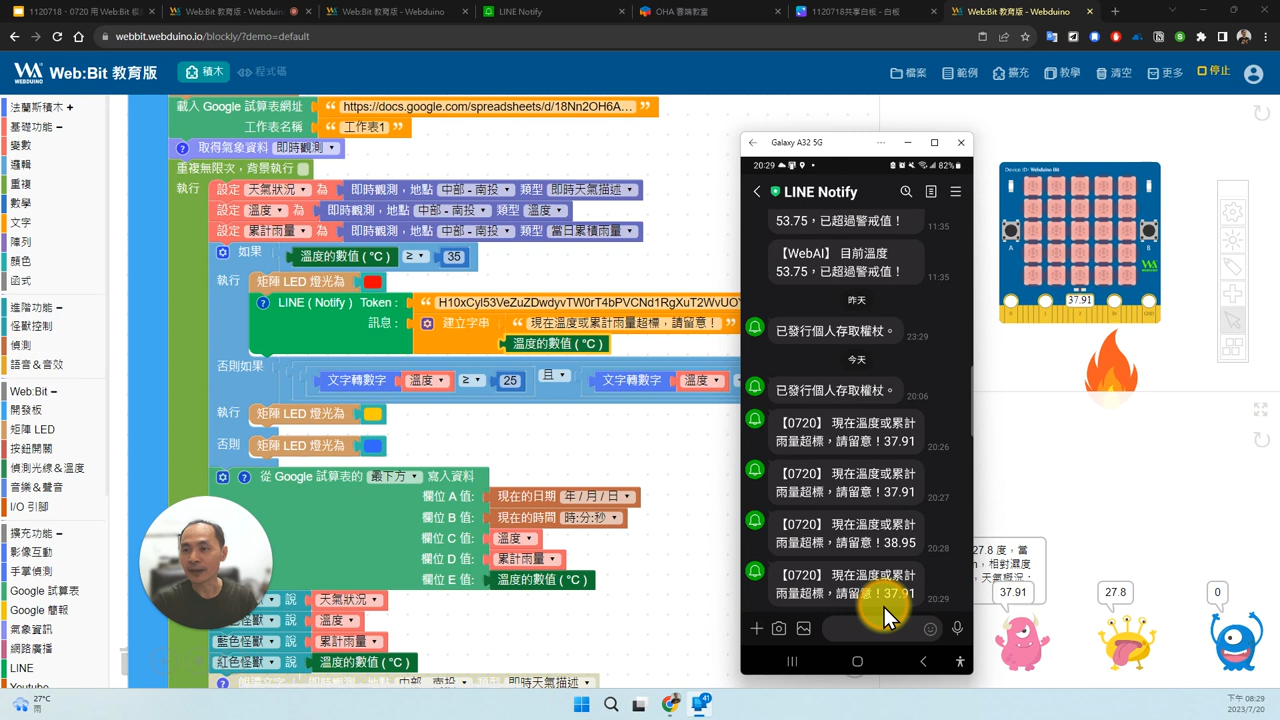 1120718、0720 用 Web:Bit 模
Web:Bit 教育版 - Webduin
Web:Bit 教育版 - Webduino
LINE Notify
OHA 雲端教室
1120718共享白板 - 白板
Web:Bit 教育版 - Webduino
webbit.webduino.io/blockly/?demo=default
WEBDUINO
Web:Bit 教育版
積木
程式區
檔案
範例
擴充
教學
清空
更多
停止
法蘭斯積木
基礎功能
變數
邏輯
重複
數學
文字
陣列
顏色
函式
進階功能
怪獸控制
偵測
語音&音效
Web:Bit
開發板
矩陣 LED
按鈕開關
偵測光線&溫度
音樂&聲音
I/O 引腳
擴充功能
影像互動
手掌偵測
Google 試算表
Google 簡報
氣象資訊
網路廣播
LINE
Youtube
載入 Google 試算表網址 “ https://docs.google.com/spreadsheets/d/18Nn2OH6A... ”
工作表名稱 “ 工作表1 ”
取得氣象資料 即時觀測
重複無限次,背景執行
執行 設定 天氣狀況 為 即時觀測,地點 中部 - 南投 類型 即時天氣描述
設定 溫度 為 即時觀測,地點 中部 - 南投 類型 溫度
設定 累計雨量 為 即時觀測,地點 中部 - 南投 類型 當日累積雨量
如果 溫度的數值 (°C) ≥ 35
執行 矩陣 LED 燈光為
LINE ( Notify ) Token : “ H10xCyl53VeZuZDwdyvTW0rT4bPVCNd1RgXuT2WvUOY
訊息: 建立字串 “ 現在溫度或累計雨量超標,請留意! ”
溫度的數值 (°C)
否則如果 文字轉數字 溫度 ≥ 25 且 文字轉數字 溫度
執行 矩陣 LED 燈光為
否則 矩陣 LED 燈光為
從 Google 試算表的 最下方 寫入資料
欄位 A 值: 現在的日期 年 / 月 / 日
欄位 B 值: 現在的時間 時:分:秒
欄位 C 值: 溫度
欄位 D 值: 累計雨量
欄位 E 值: 溫度的數值 (°C)
說 天氣狀況
說 溫度
藍色怪獸 說 累計雨量
紅色怪獸 說 溫度的數值 (°C)
即時觀測,地點 中部 - 南投 類型 即時天氣描述
Galaxy A32 5G
20:29
82%
LINE Notify
53.75,已超過警戒值!
11:35
【WebAI】 目前溫度
53.75,已超過警戒值!
11:35
昨天
已發行個人存取權杖。
23:29
今天
已發行個人存取權杖。
20:06
【0720】 現在溫度或累計
雨量超標,請留意!37.91
20:26
【0720】 現在溫度或累計
雨量超標,請留意!37.91
20:27
【0720】 現在溫度或累計
雨量超標,請留意!38.95
20:28
【0720】 現在溫度或累計
雨量超標,請留意!37.91
20:29
A
B
37.91
27.8 度,當
相對濕度
天氣概況:
37.91
27.8
0
27°C
雨
41
下午 08:29
2023/7/20